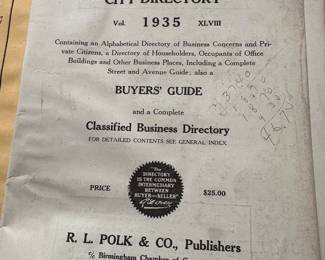 CITY DIRECTORY
Vol. 1935 XLVIII
Containing an Alphabetical Directory of Business Concerns and Pri-
vate Citizens, a Directory of Householders, Occupants of Office
Buildings and Other Business Places, Including a Complete
Street and Avenue Guide; also a
BUYERS' GUIDE
and a Complete
Classified Business Directory
FOR DETAILED CONTENTS SEE GENERAL INDEX
"The
DIRECTORY
IS THE COMMON
INTERMEDIARY
BETWEEN
BUYER—SELLER"
PRICE $25.00
R. L. POLK & CO., Publishers
% Birmingham Chamber of